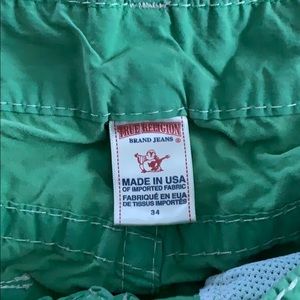 TRUE RELIGION
BRAND JEANS®
MADE IN USA
OF IMPORTED FABRIC
FABRIQUÉ EN EUA
DE TISSUS IMPORTÉS
34